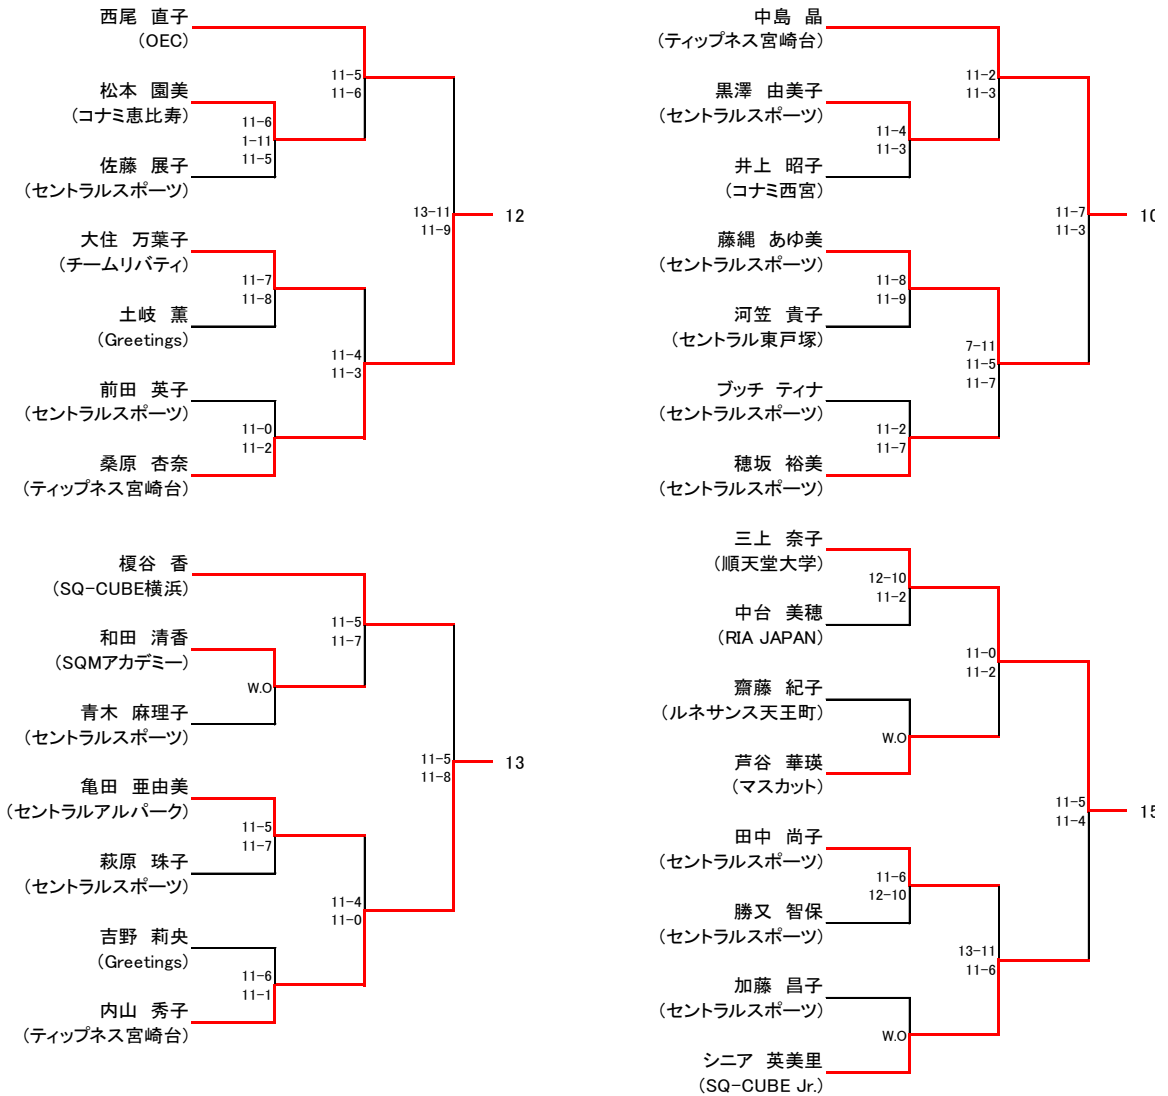 西尾 直子
(OEC)
11-5
11-6
松本 園美
(コナミ恵比寿)
11-6
1-11
11-5
佐藤 展子
(セントラルスポーツ)
13-11
11-9
12
大住 万葉子
(チームリバティ)
11-7
11-8
土岐 薫
(Greetings)
11-4
11-3
前田 英子
(セントラルスポーツ)
11-0
11-2
桑原 杏奈
(ティップネス宮崎台)
榎谷 香
(SQ-CUBE横浜)
11-5
11-7
和田 清香
(SQMアカデミー)
W.O
青木 麻理子
(セントラルスポーツ)
11-5
11-8
13
亀田 亜由美
(セントラルアルパーク)
11-5
11-7
萩原 珠子
(セントラルスポーツ)
11-4
11-0
吉野 莉央
(Greetings)
11-6
11-1
内山 秀子
(ティップネス宮崎台)
中島 晶
(ティップネス宮崎台)
11-2
11-3
黒澤 由美子
(セントラルスポーツ)
11-4
11-3
井上 昭子
(コナミ西宮)
11-7
11-3
10
藤縄 あゆ美
(セントラルスポーツ)
11-8
11-9
河笠 貴子
(セントラル東戸塚)
7-11
11-5
11-7
ブッチ ティナ
(セントラルスポーツ)
11-2
11-7
穂坂 裕美
(セントラルスポーツ)
三上 奈子
(順天堂大学)
12-10
11-2
中台 美穂
(RIA JAPAN)
11-0
11-2
齋藤 紀子
(ルネサンス天王町)
W.O
芦谷 華瑛
(マスカット)
11-5
11-4
15
田中 尚子
(セントラルスポーツ)
11-6
12-10
勝又 智保
(セントラルスポーツ)
13-11
11-6
加藤 昌子
(セントラルスポーツ)
W.O
シニア 英美里
(SQ-CUBE Jr.)